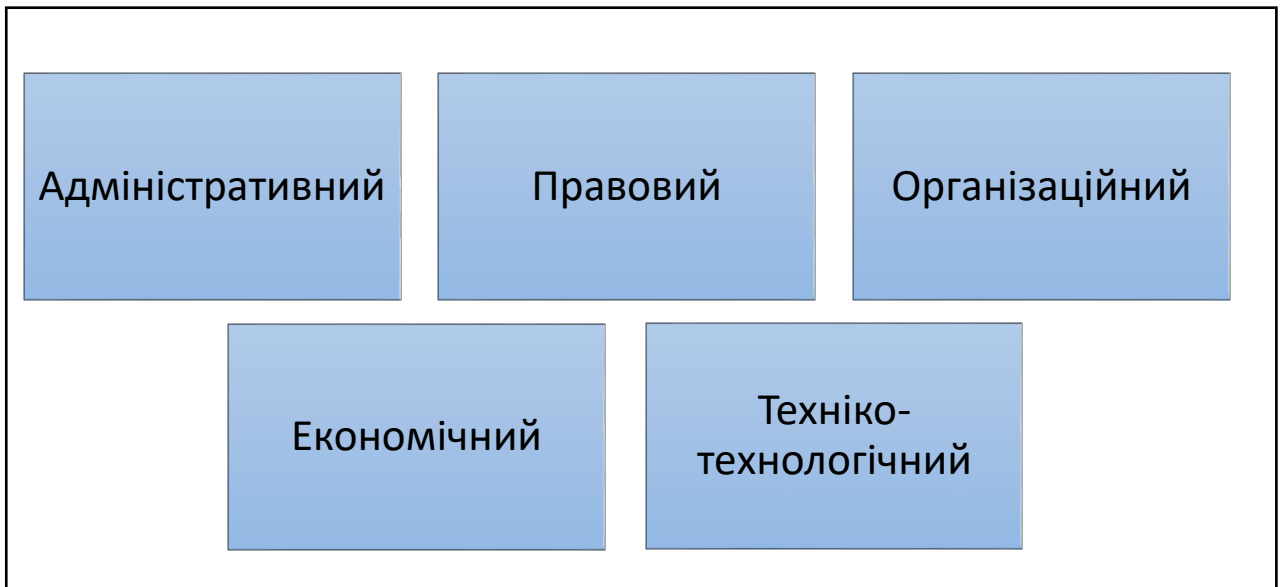 Адміністративний
Правовий
Організаційний
Економічний
Техніко-
технологічний